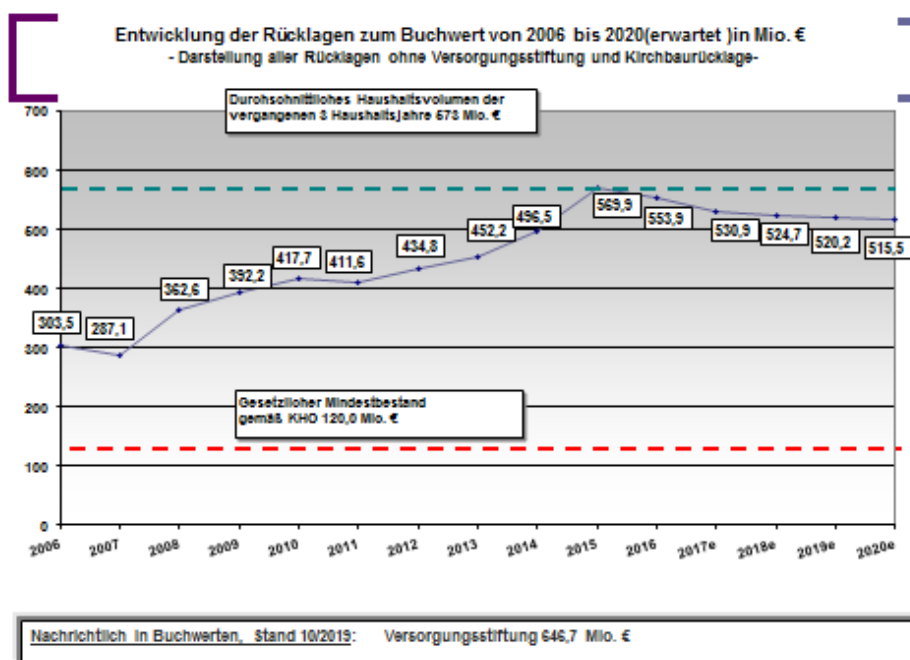 Entwicklung der Rücklagen zum Buchwert von 2006 bis 2020(erwartet )in Mio. €
- Darstellung aller Rücklagen ohne Versorgungsstiftung und Kirchbaurücklage-
Durchschnittliches Haushaltsvolumen der
vergangenen 3 Haushaltsjahre 573 Mio. €
700
600
500
400
300
200
100
0
303,5
287,1
362,6
392,2
417,7
411,6
434,8
452,2
496,5
569,9
553,9
530,9
524,7
520,2
515,5
Gesetzlicher Mindestbestand
gemäß KHO 120,0 Mio. €
2006 2007 2008 2009 2010 2011 2012 2013 2014 2015 2016 2017e 2018e 2019e 2020e
Nachrichtlich in Buchwerten, Stand 10/2019: Versorgungsstiftung 646,7 Mio. €